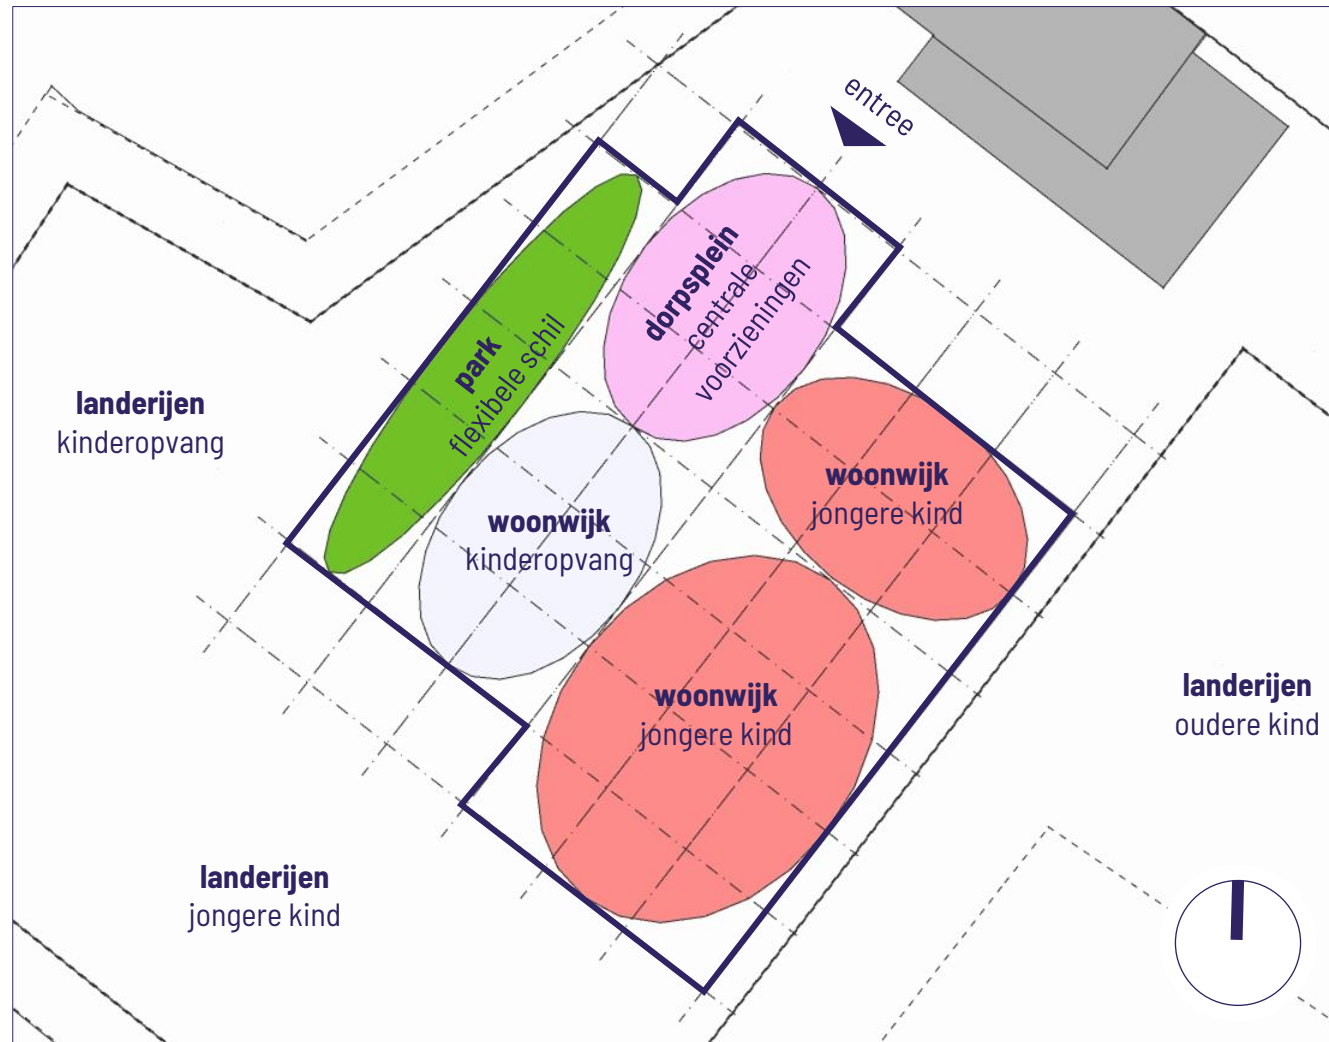 entree
dorpsplein
centrale
voorzieningen
park
flexibele schil
landerijen
kinderopvang
woonwijk
jongere kind
woonwijk
kinderopvang
woonwijk
jongere kind
landerijen
oudere kind
landerijen
jongere kind